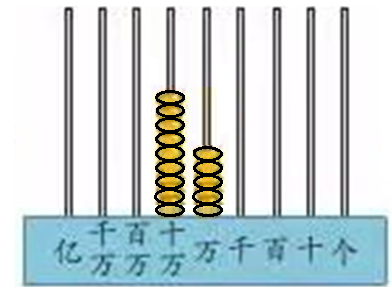 亿 千万 百万 十万 万 千 百 十 个